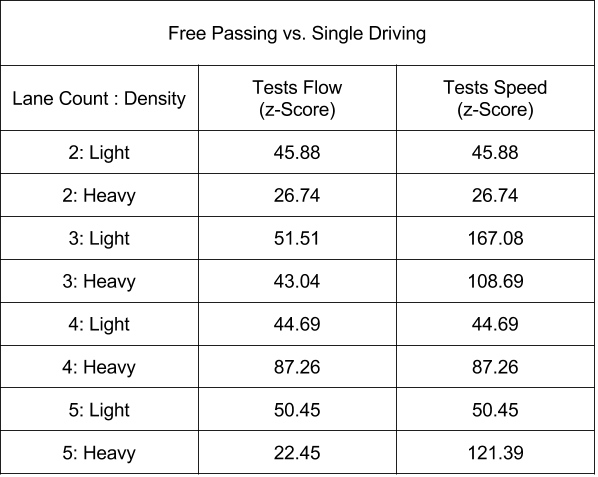 Free Passing vs. Single Driving
Lane Count : Density Tests Flow (z-Score) Tests Speed (z-Score)
2: Light 45.88 45.88
2: Heavy 26.74 26.74
3: Light 51.51 167.08
3: Heavy 43.04 108.69
4: Light 44.69 44.69
4: Heavy 87.26 87.26
5: Light 50.45 50.45
5: Heavy 22.45 121.39